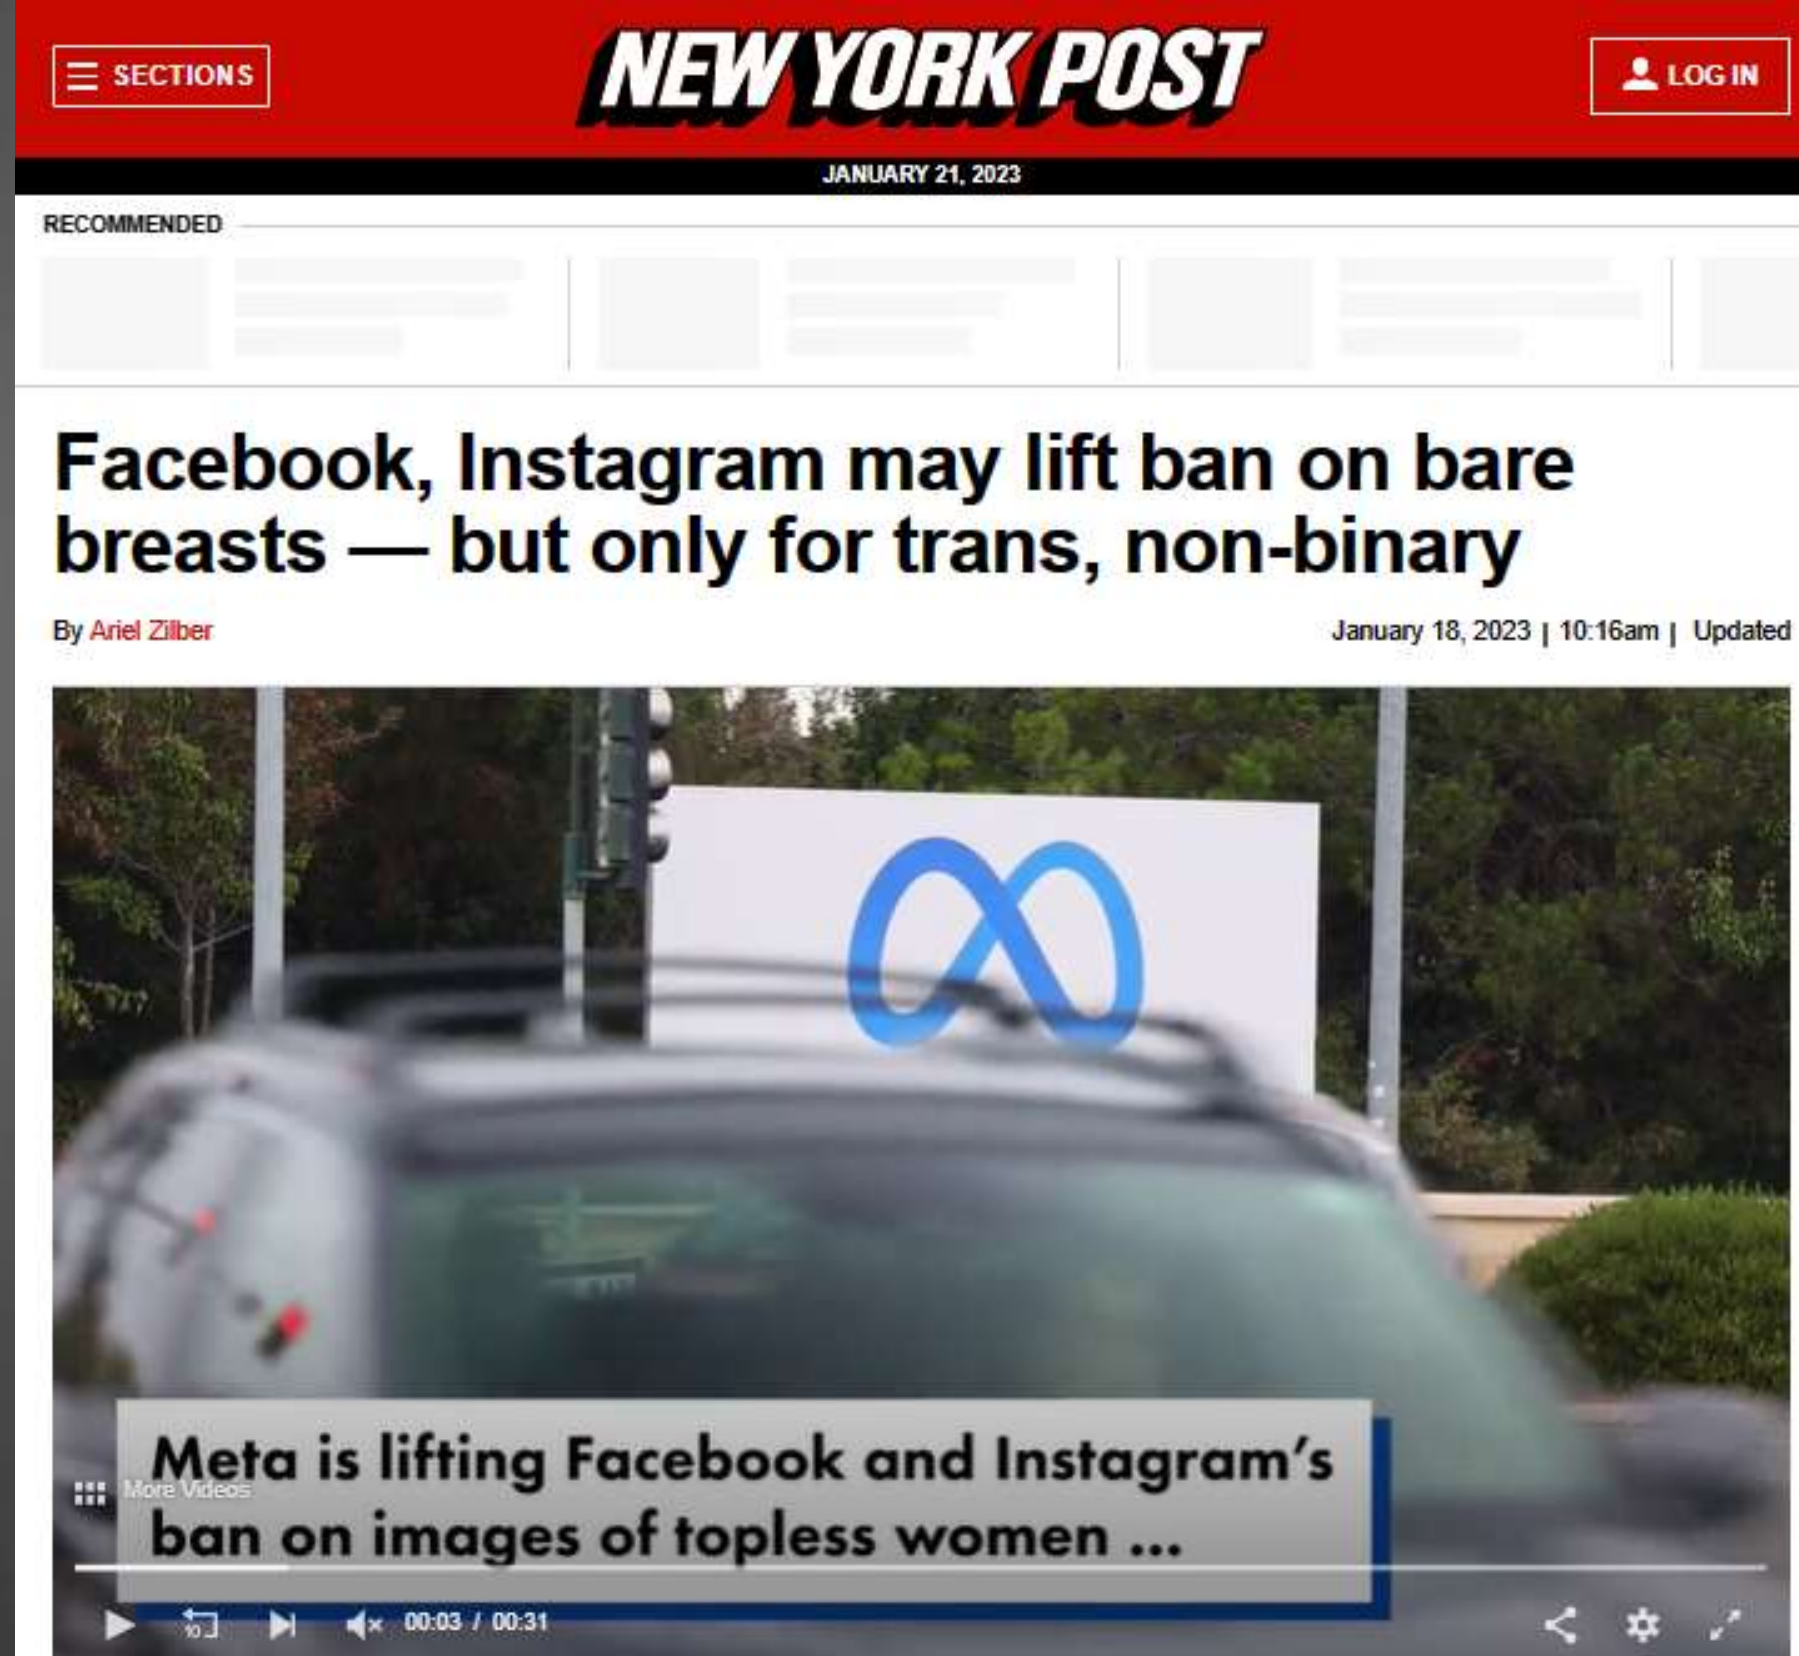 SECTIONS
NEW YORK POST
LOG IN
JANUARY 21, 2023
RECOMMENDED
Facebook, Instagram may lift ban on bare
breasts — but only for trans, non-binary
By Ariel Zilber
January 18, 2023 | 10:16am | Updated
Meta is lifting Facebook and Instagram's
More Videos
ban on images of topless women ...
10
00:03 / 00:31